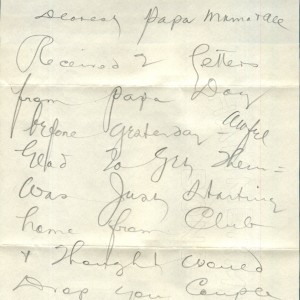 Dearest Papa Mama & all
Received 2 letters
from Papa Day
before yesterday - Awful
Glad to Get Them =
Was Just Starting
home from Club
& Thought would
Drop you Couple